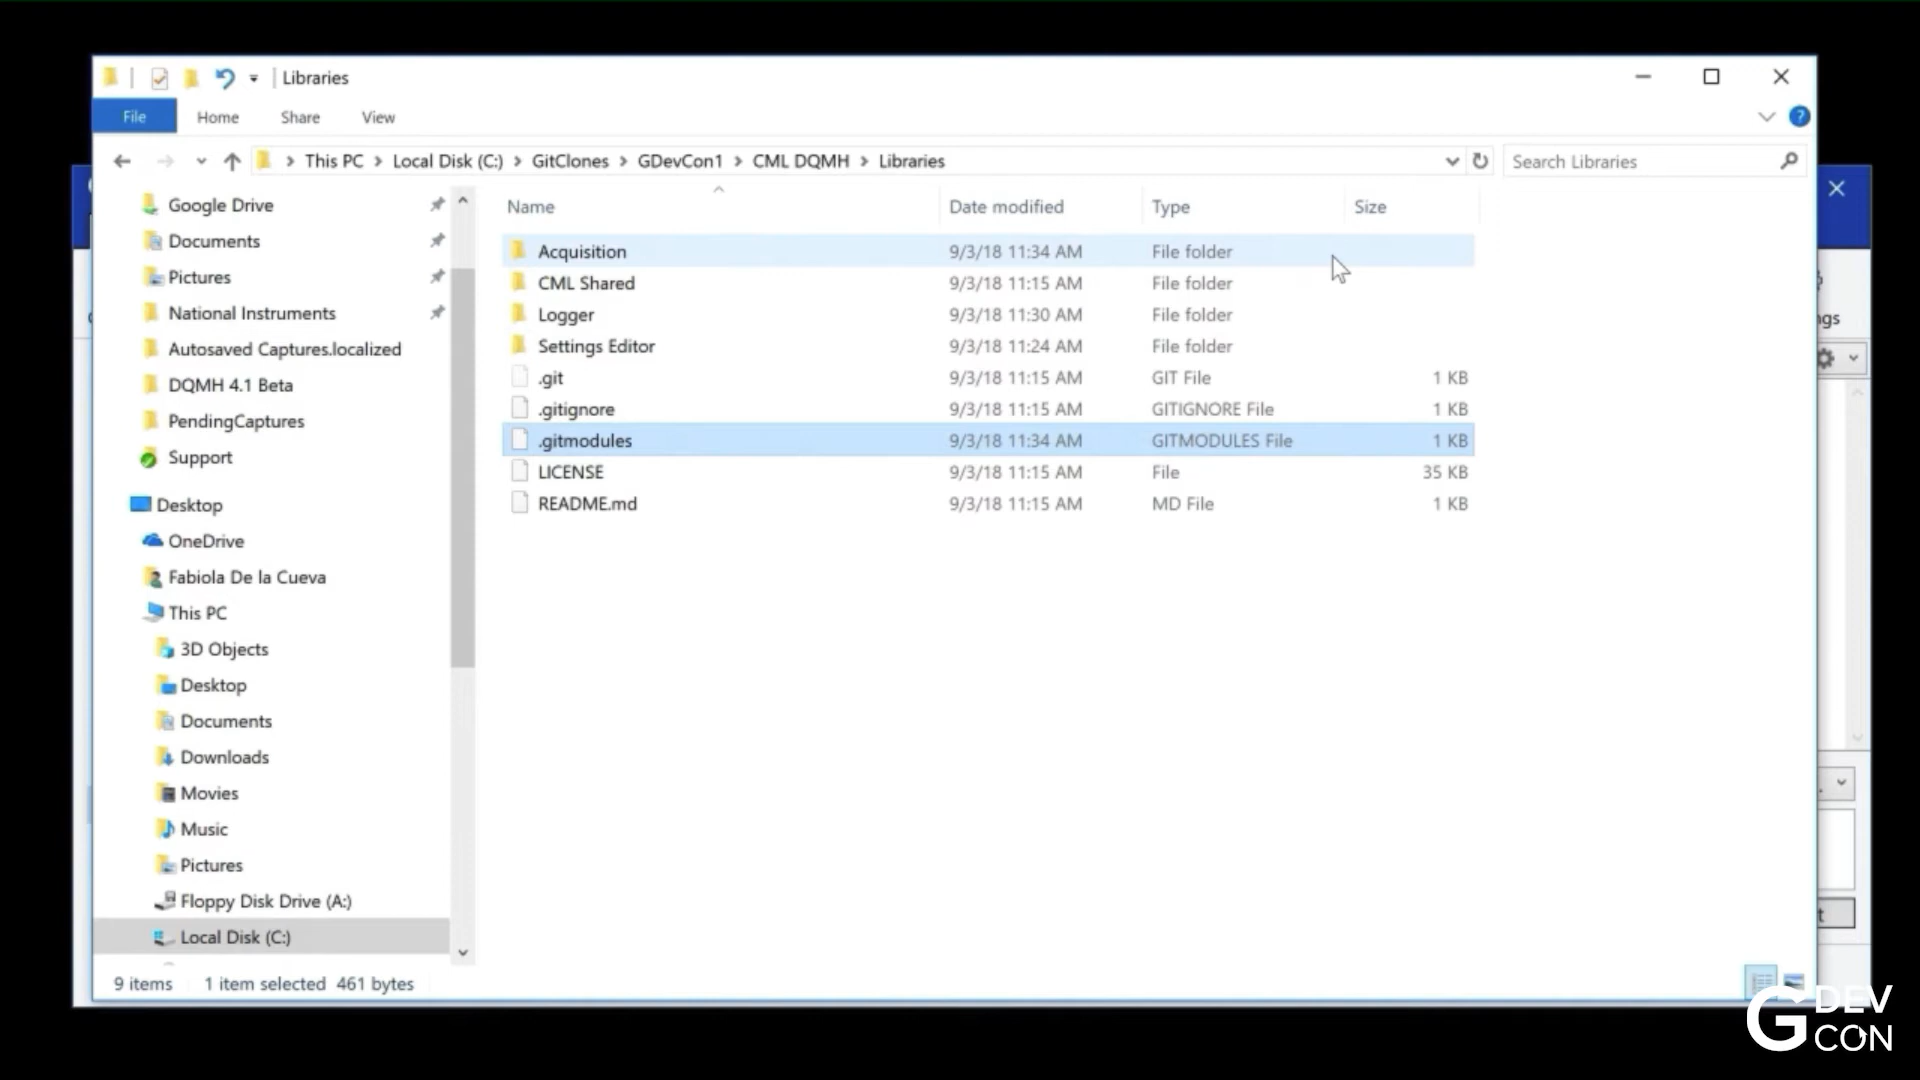 Libraries
File Home Share View
This PC Local Disk (C:) GitClones GDevCon1 CML DQMH Libraries
Search Libraries
Google Drive
Documents
Pictures
National Instruments
Autosaved Captures.localized
DQMH 4.1 Beta
PendingCaptures
Support
Desktop
OneDrive
Fabiola De la Cueva
This PC
3D Objects
Desktop
Documents
Downloads
Movies
Music
Pictures
Floppy Disk Drive (A:)
Local Disk (C:)
Name Date modified Type Size
Acquisition 9/3/18 11:34 AM File folder
CML Shared 9/3/18 11:15 AM File folder
Logger 9/3/18 11:30 AM File folder
Settings Editor 9/3/18 11:24 AM File folder
.git 9/3/18 11:15 AM GIT File 1 KB
.gitignore 9/3/18 11:15 AM GITIGNORE File 1 KB
.gitmodules 9/3/18 11:34 AM GITMODULES File 1 KB
LICENSE 9/3/18 11:15 AM File 35 KB
README.md 9/3/18 11:15 AM MD File 1 KB
9 items 1 item selected 461 bytes
G DEV
CON